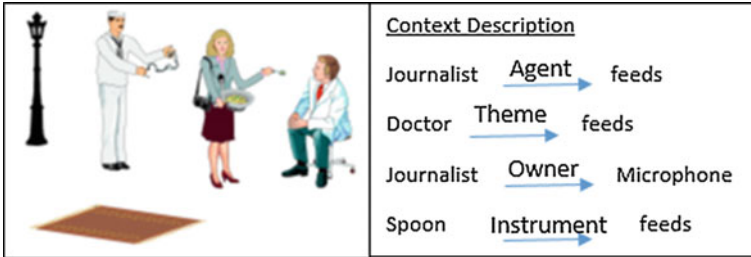 Context Description
Journalist Agent feeds
Doctor Theme feeds
Journalist Owner Microphone
Spoon Instrument feeds